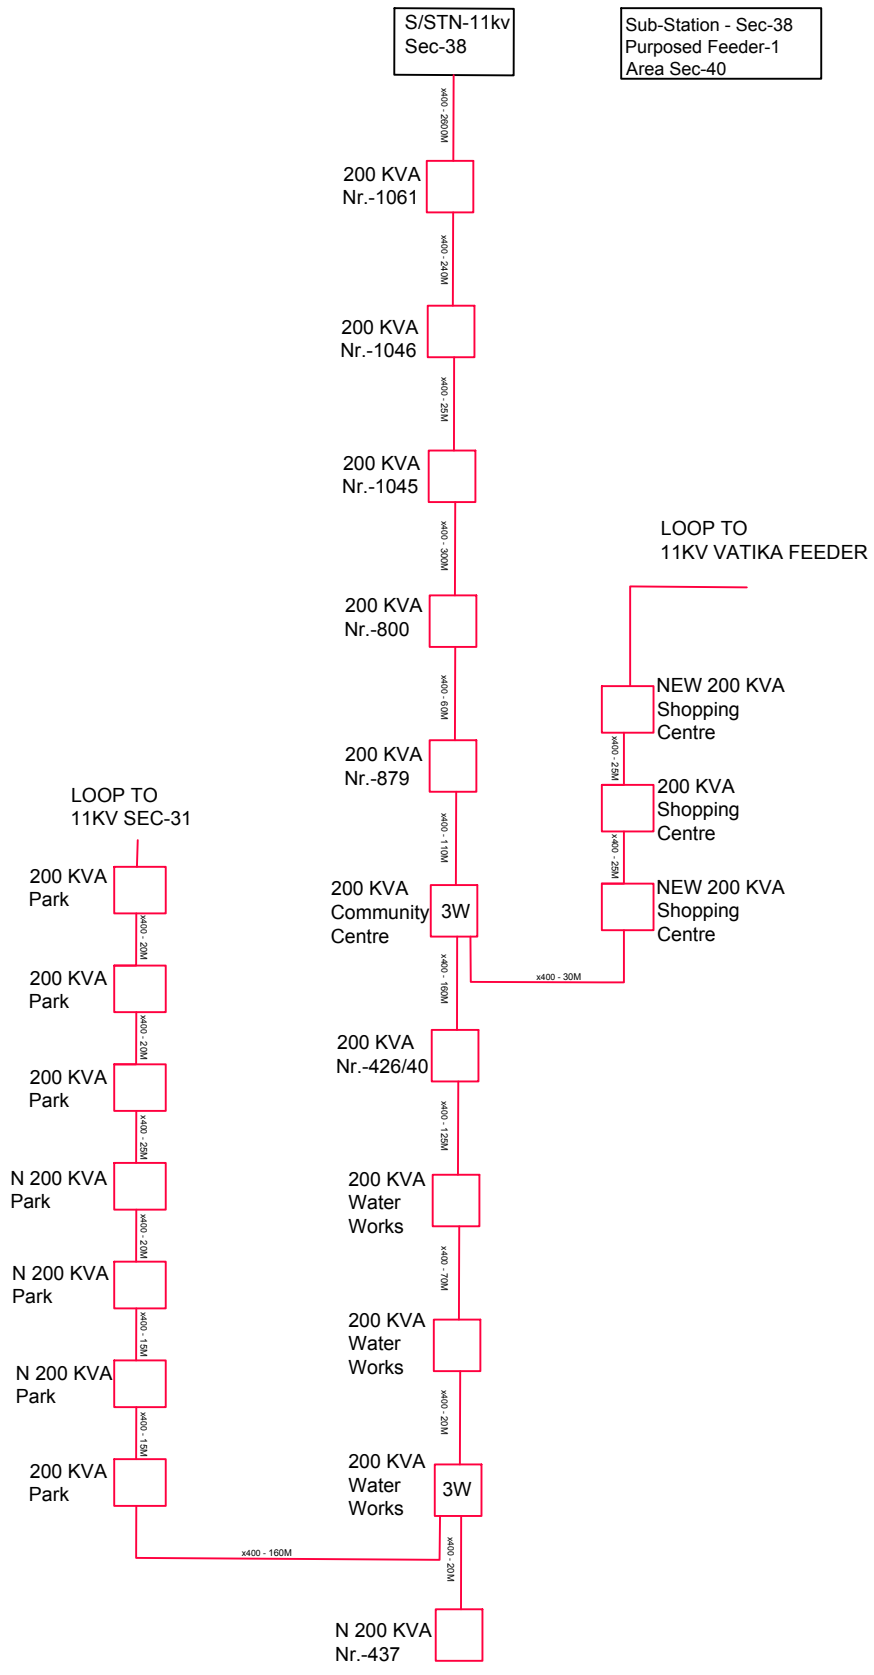 S/STN-11kv
Sec-38
Sub-Station - Sec-38
Purposed Feeder-1
Area Sec-40
x400 - 2600M
200 KVA
Nr.-1061
x400 - 240M
200 KVA
Nr.-1046
x400 - 25M
200 KVA
Nr.-1045
x400 - 300M
200 KVA
Nr.-800
x400 - 60M
200 KVA
Nr.-879
x400 - 110M
200 KVA
Community
Centre
3W
x400 - 160M
200 KVA
Nr.-426/40
x400 - 125M
200 KVA
Water
Works
x400 - 70M
200 KVA
Water
Works
x400 - 20M
200 KVA
Water
Works
3W
x400 - 20M
N 200 KVA
Nr.-437
LOOP TO
11KV VATIKA FEEDER
NEW 200 KVA
Shopping
Centre
x400 - 25M
200 KVA
Shopping
Centre
x400 - 25M
NEW 200 KVA
Shopping
Centre
x400 - 30M
LOOP TO
11KV SEC-31
200 KVA
Park
x400 - 20M
200 KVA
Park
x400 - 20M
200 KVA
Park
x400 - 25M
N 200 KVA
Park
x400 - 20M
N 200 KVA
Park
x400 - 15M
N 200 KVA
Park
x400 - 15M
200 KVA
Park
x400 - 160M